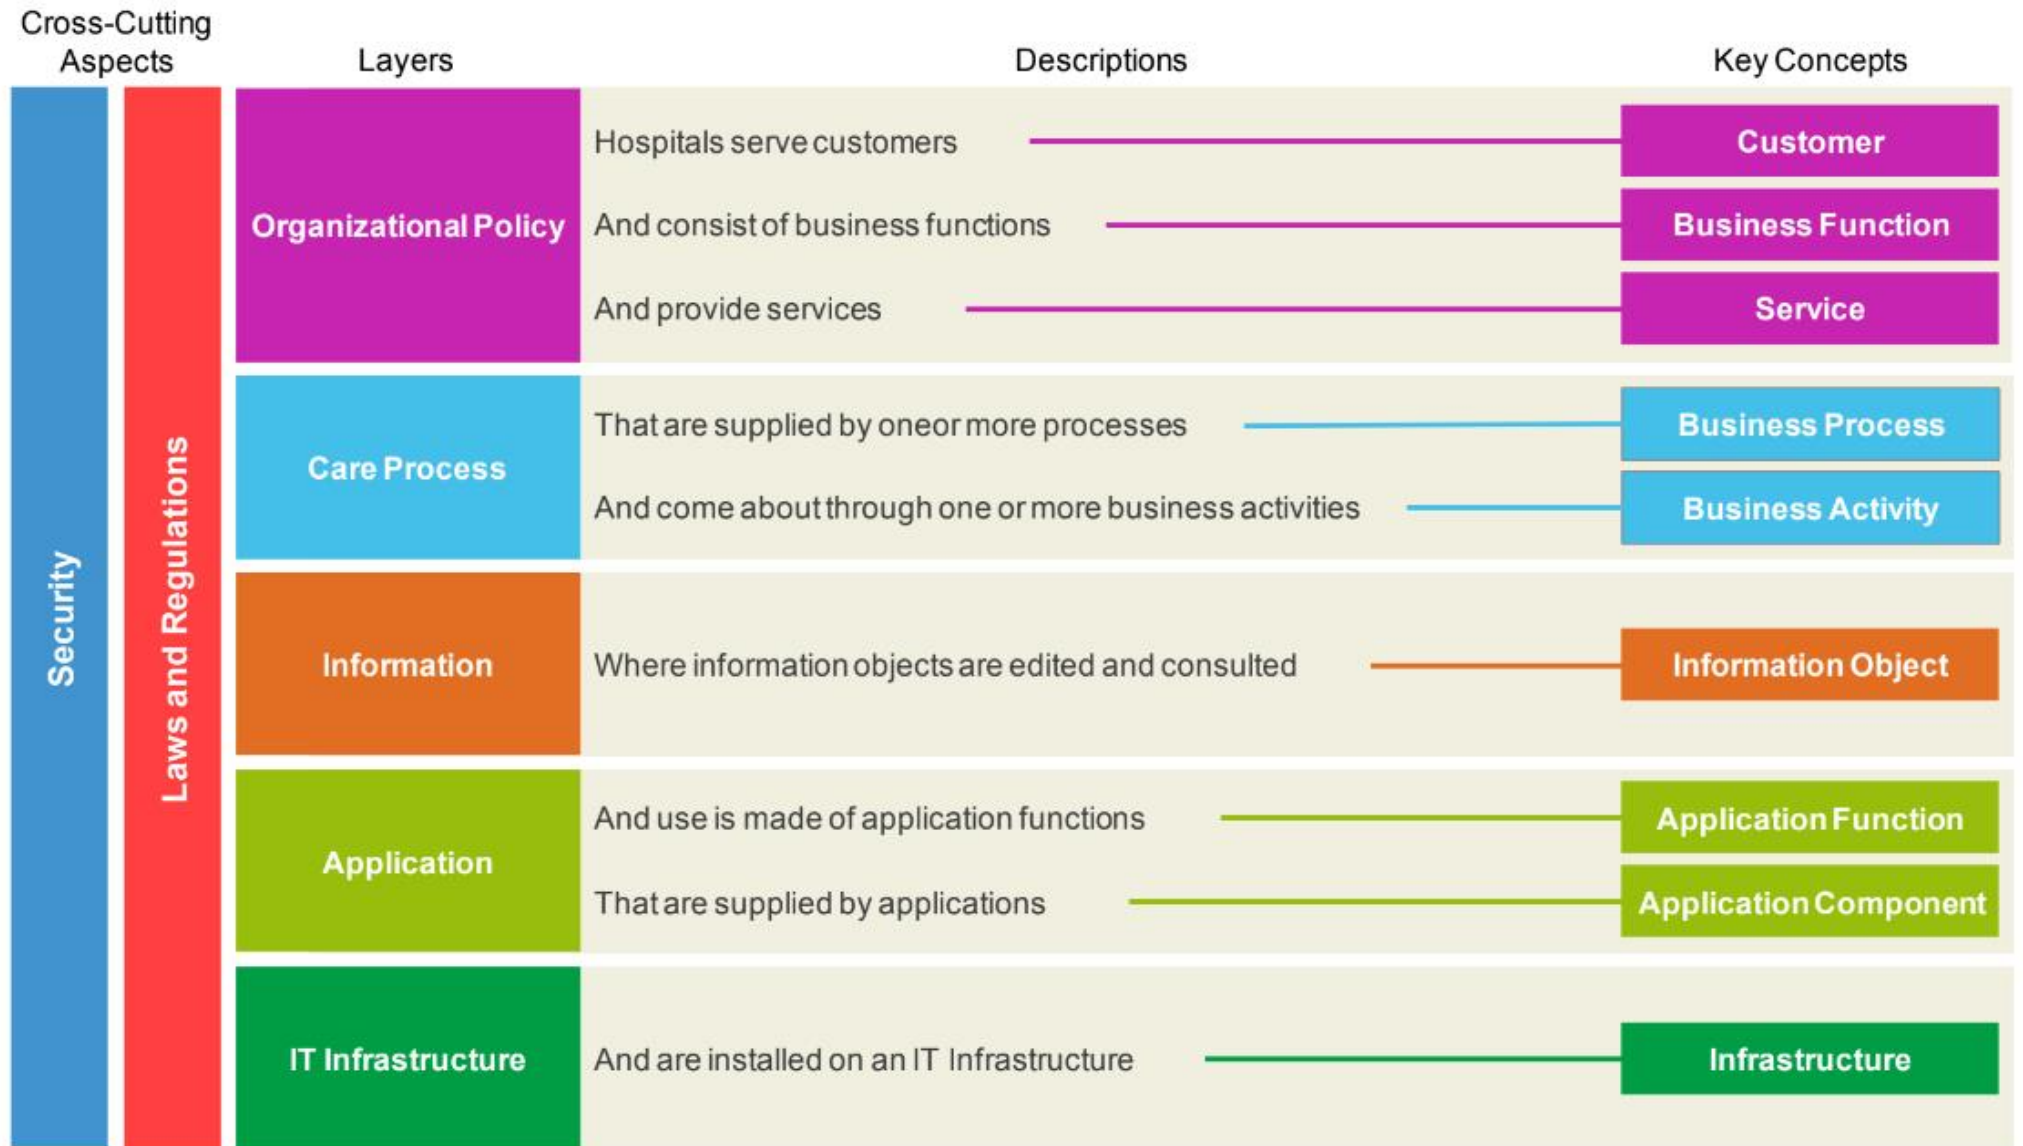 Cross-Cutting
Aspects
Layers
Descriptions
Key Concepts
Security
Laws and Regulations
Organizational Policy
Hospitals serve customers
Customer
And consist of business functions
Business Function
And provide services
Service
Care Process
That are supplied by oneor more processes
Business Process
And come about through one or more business activities
Business Activity
Information
Where information objects are edited and consulted
Information Object
Application
And use is made of application functions
Application Function
That are supplied by applications
Application Component
IT Infrastructure
And are installed on an IT Infrastructure
Infrastructure